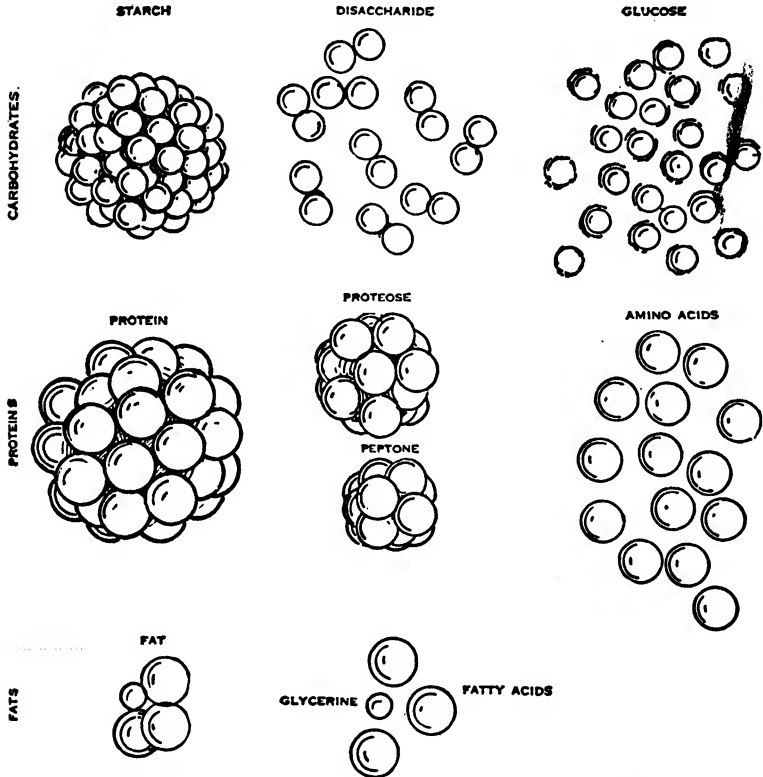 STARCH
DISACCHARIDE
GLUCOSE
CARBOHYDRATES.
PROTEIN
PROTEOSE
AMINO ACIDS
PROTEINS
PEPTONE
FAT
GLYCERINE
FATTY ACIDS
FATS